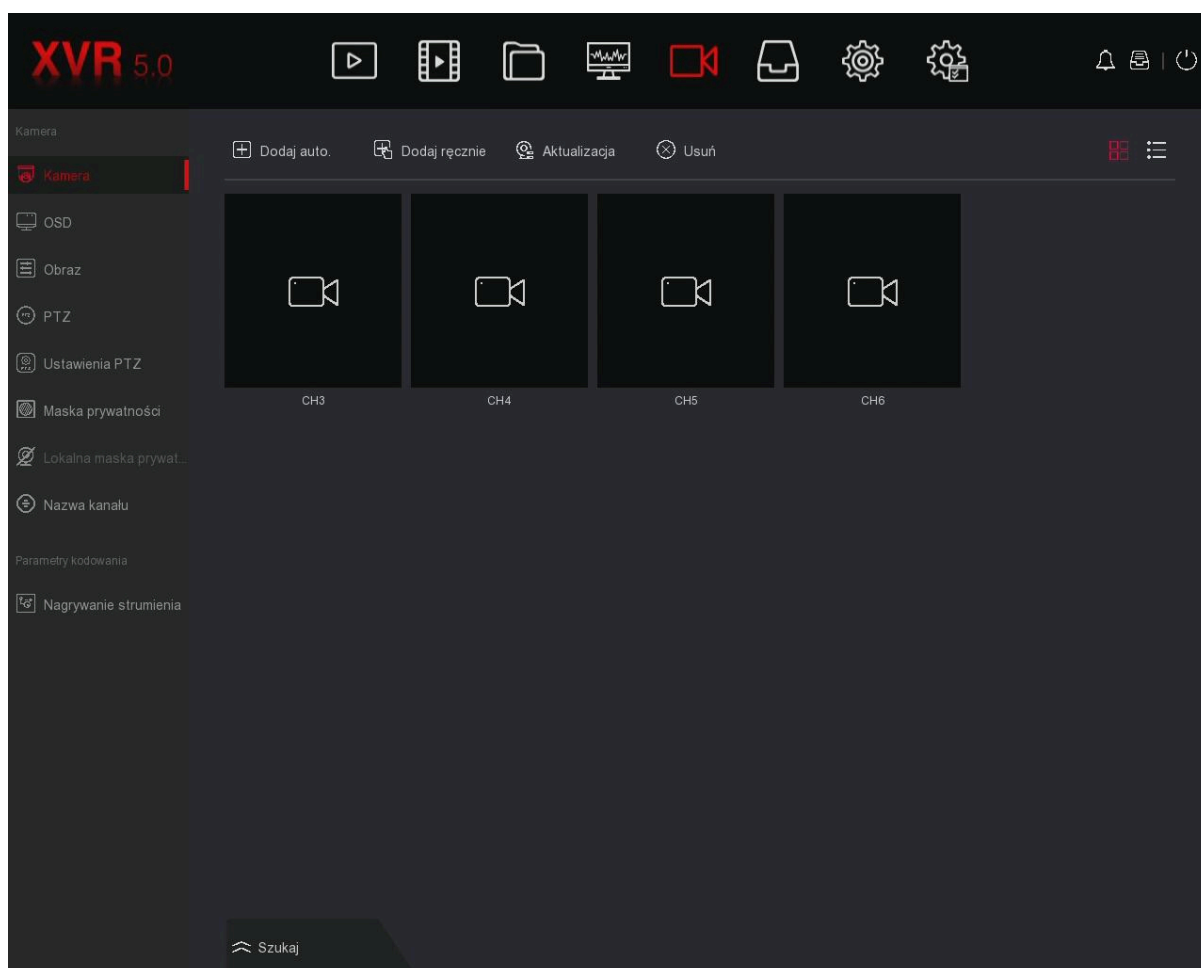 XVR 5.0
Kamera
Dodaj auto. Dodaj ręcznie Aktualizacja Usuń
Kamera
OSD
Obraz
PTZ
Ustawienia PTZ
Maska prywatności
Lokalna maska prywat...
Nazwa kanału
Parametry kodowania
Nagrywanie strumienia
CH3 CH4 CH5 CH6
Szukaj